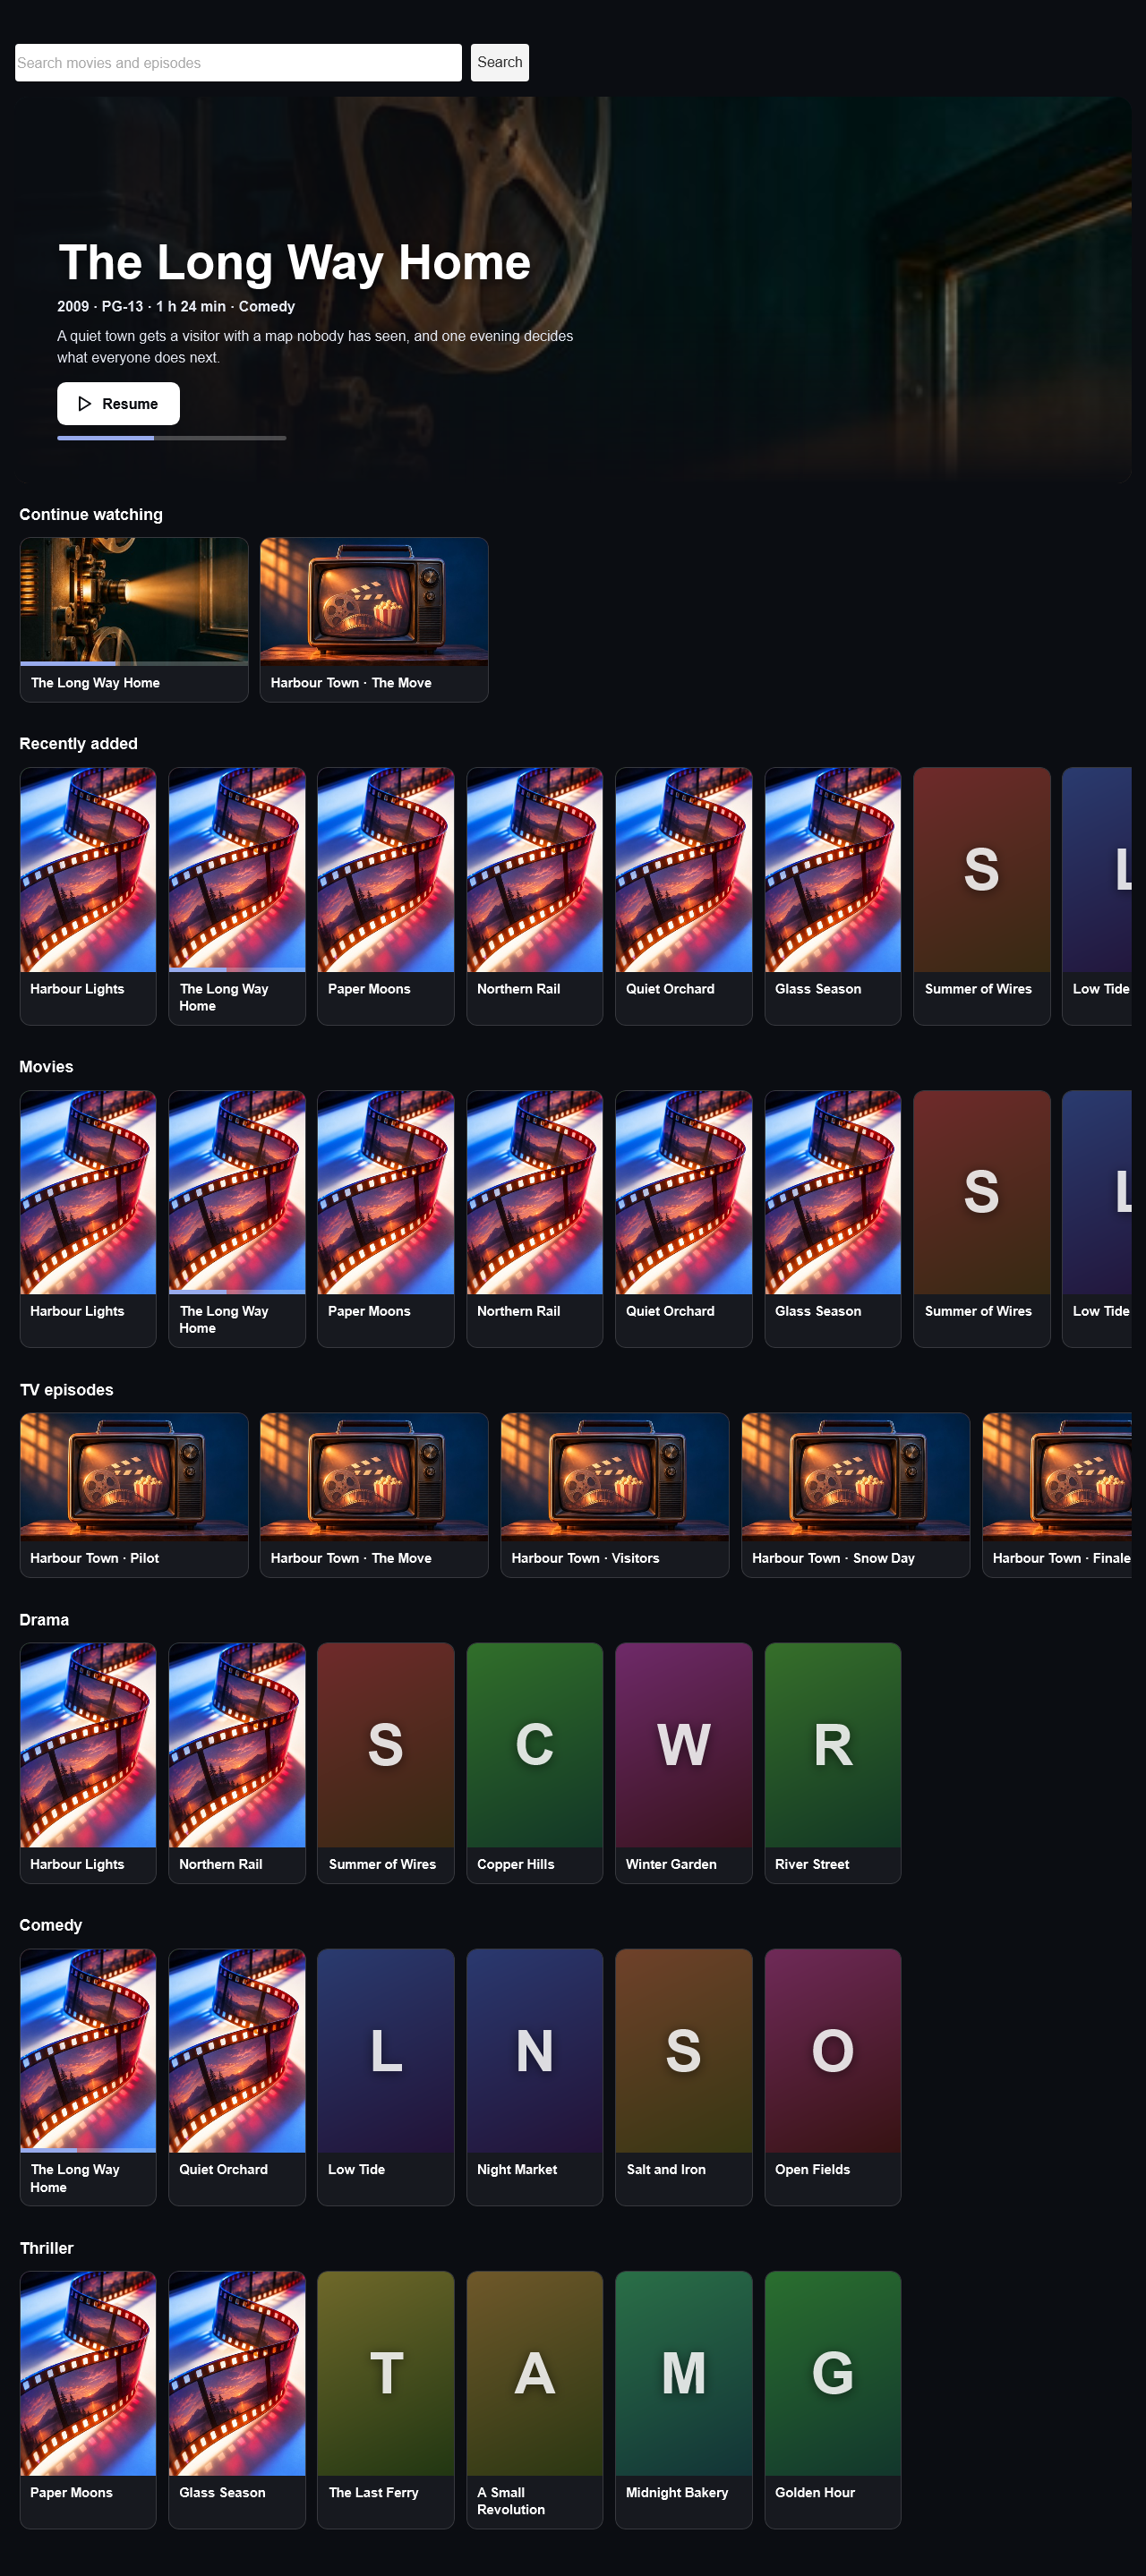 Search movies and episodes
Search
The Long Way Home
2009 · PG-13 · 1 h 24 min · Comedy
A quiet town gets a visitor with a map nobody has seen, and one evening decides
what everyone does next.
Resume
Continue watching
The Long Way Home
Harbour Town · The Move
Recently added
S
L
Harbour Lights
The Long Way
Home
Paper Moons
Northern Rail
Quiet Orchard
Glass Season
Summer of Wires
Low Tide
Movies
S
L
Harbour Lights
The Long Way
Home
Paper Moons
Northern Rail
Quiet Orchard
Glass Season
Summer of Wires
Low Tide
TV episodes
Harbour Town · Pilot
Harbour Town · The Move
Harbour Town · Visitors
Harbour Town · Snow Day
Harbour Town · Finale
Drama
S
C
W
R
Harbour Lights
Northern Rail
Summer of Wires
Copper Hills
Winter Garden
River Street
Comedy
L
N
S
O
The Long Way
Home
Quiet Orchard
Low Tide
Night Market
Salt and Iron
Open Fields
Thriller
T
A
M
G
Paper Moons
Glass Season
The Last Ferry
A Small
Revolution
Midnight Bakery
Golden Hour